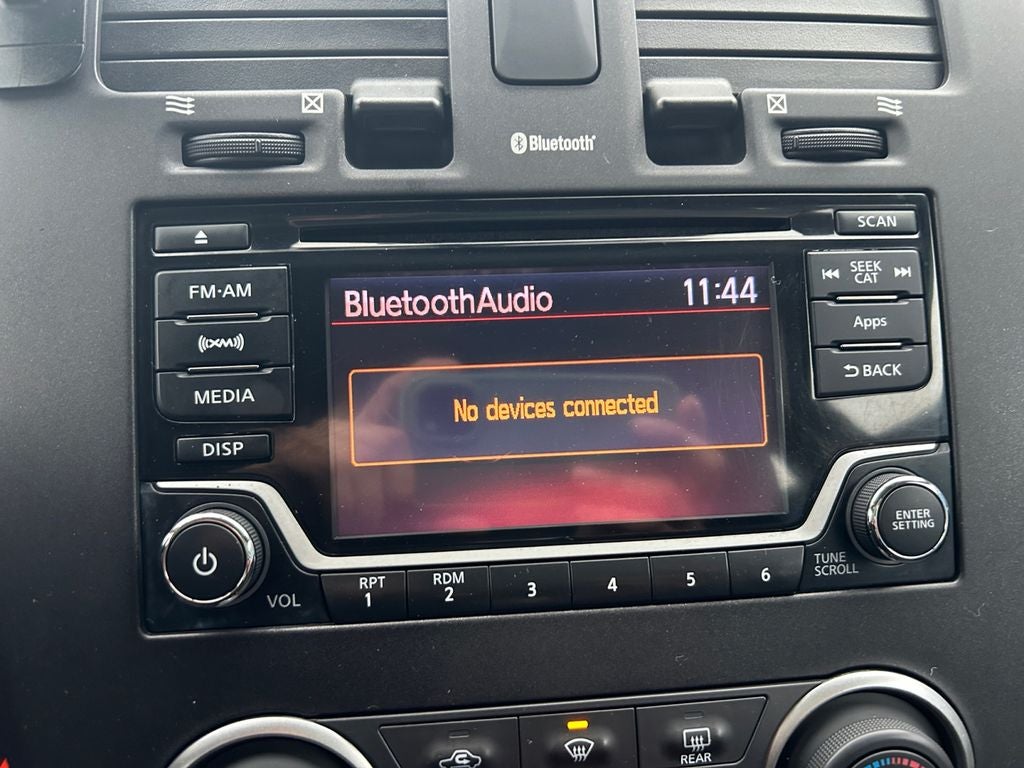 Bluetooth
SCAN
FM·AM
SEEK
CAT
((XM))
Apps
MEDIA
BACK
DISP
BluetoothAudio 11:44
No devices connected
ENTER
SETTING
VOL
RPT
1
RDM
2
3
4
5
6
TUNE
SCROLL
REAR